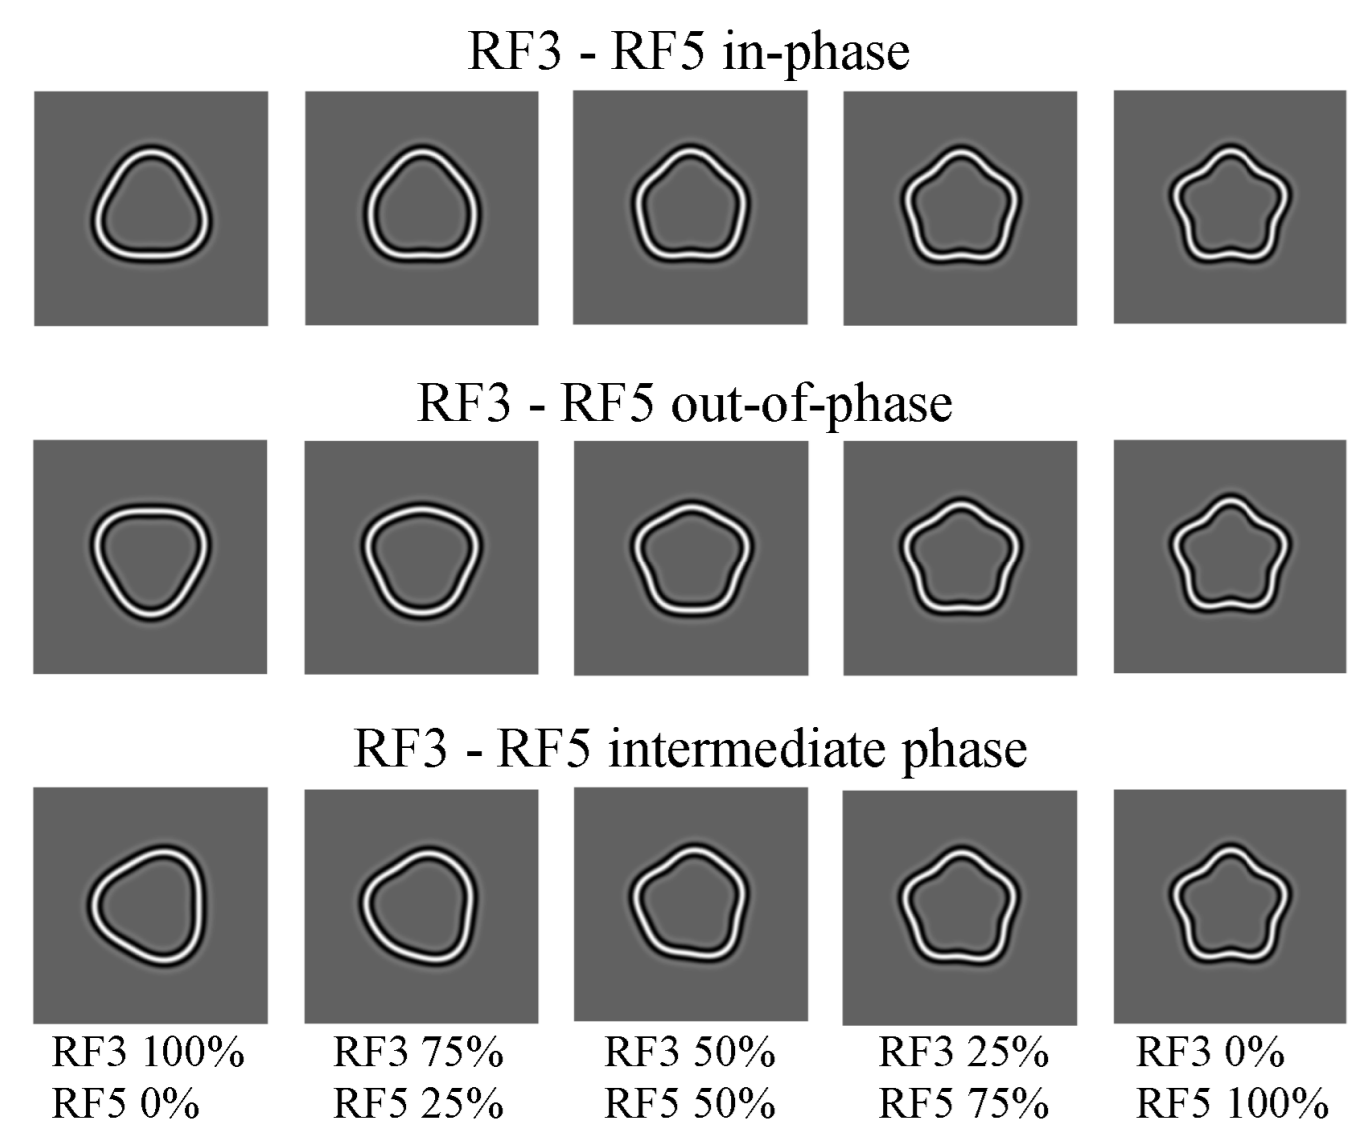 RF3 - RF5 in-phase
RF3 - RF5 out-of-phase
RF3 - RF5 intermediate phase
RF3 100% RF3 75% RF3 50% RF3 25% RF3 0%
RF5 0% RF5 25% RF5 50% RF5 75% RF5 100%